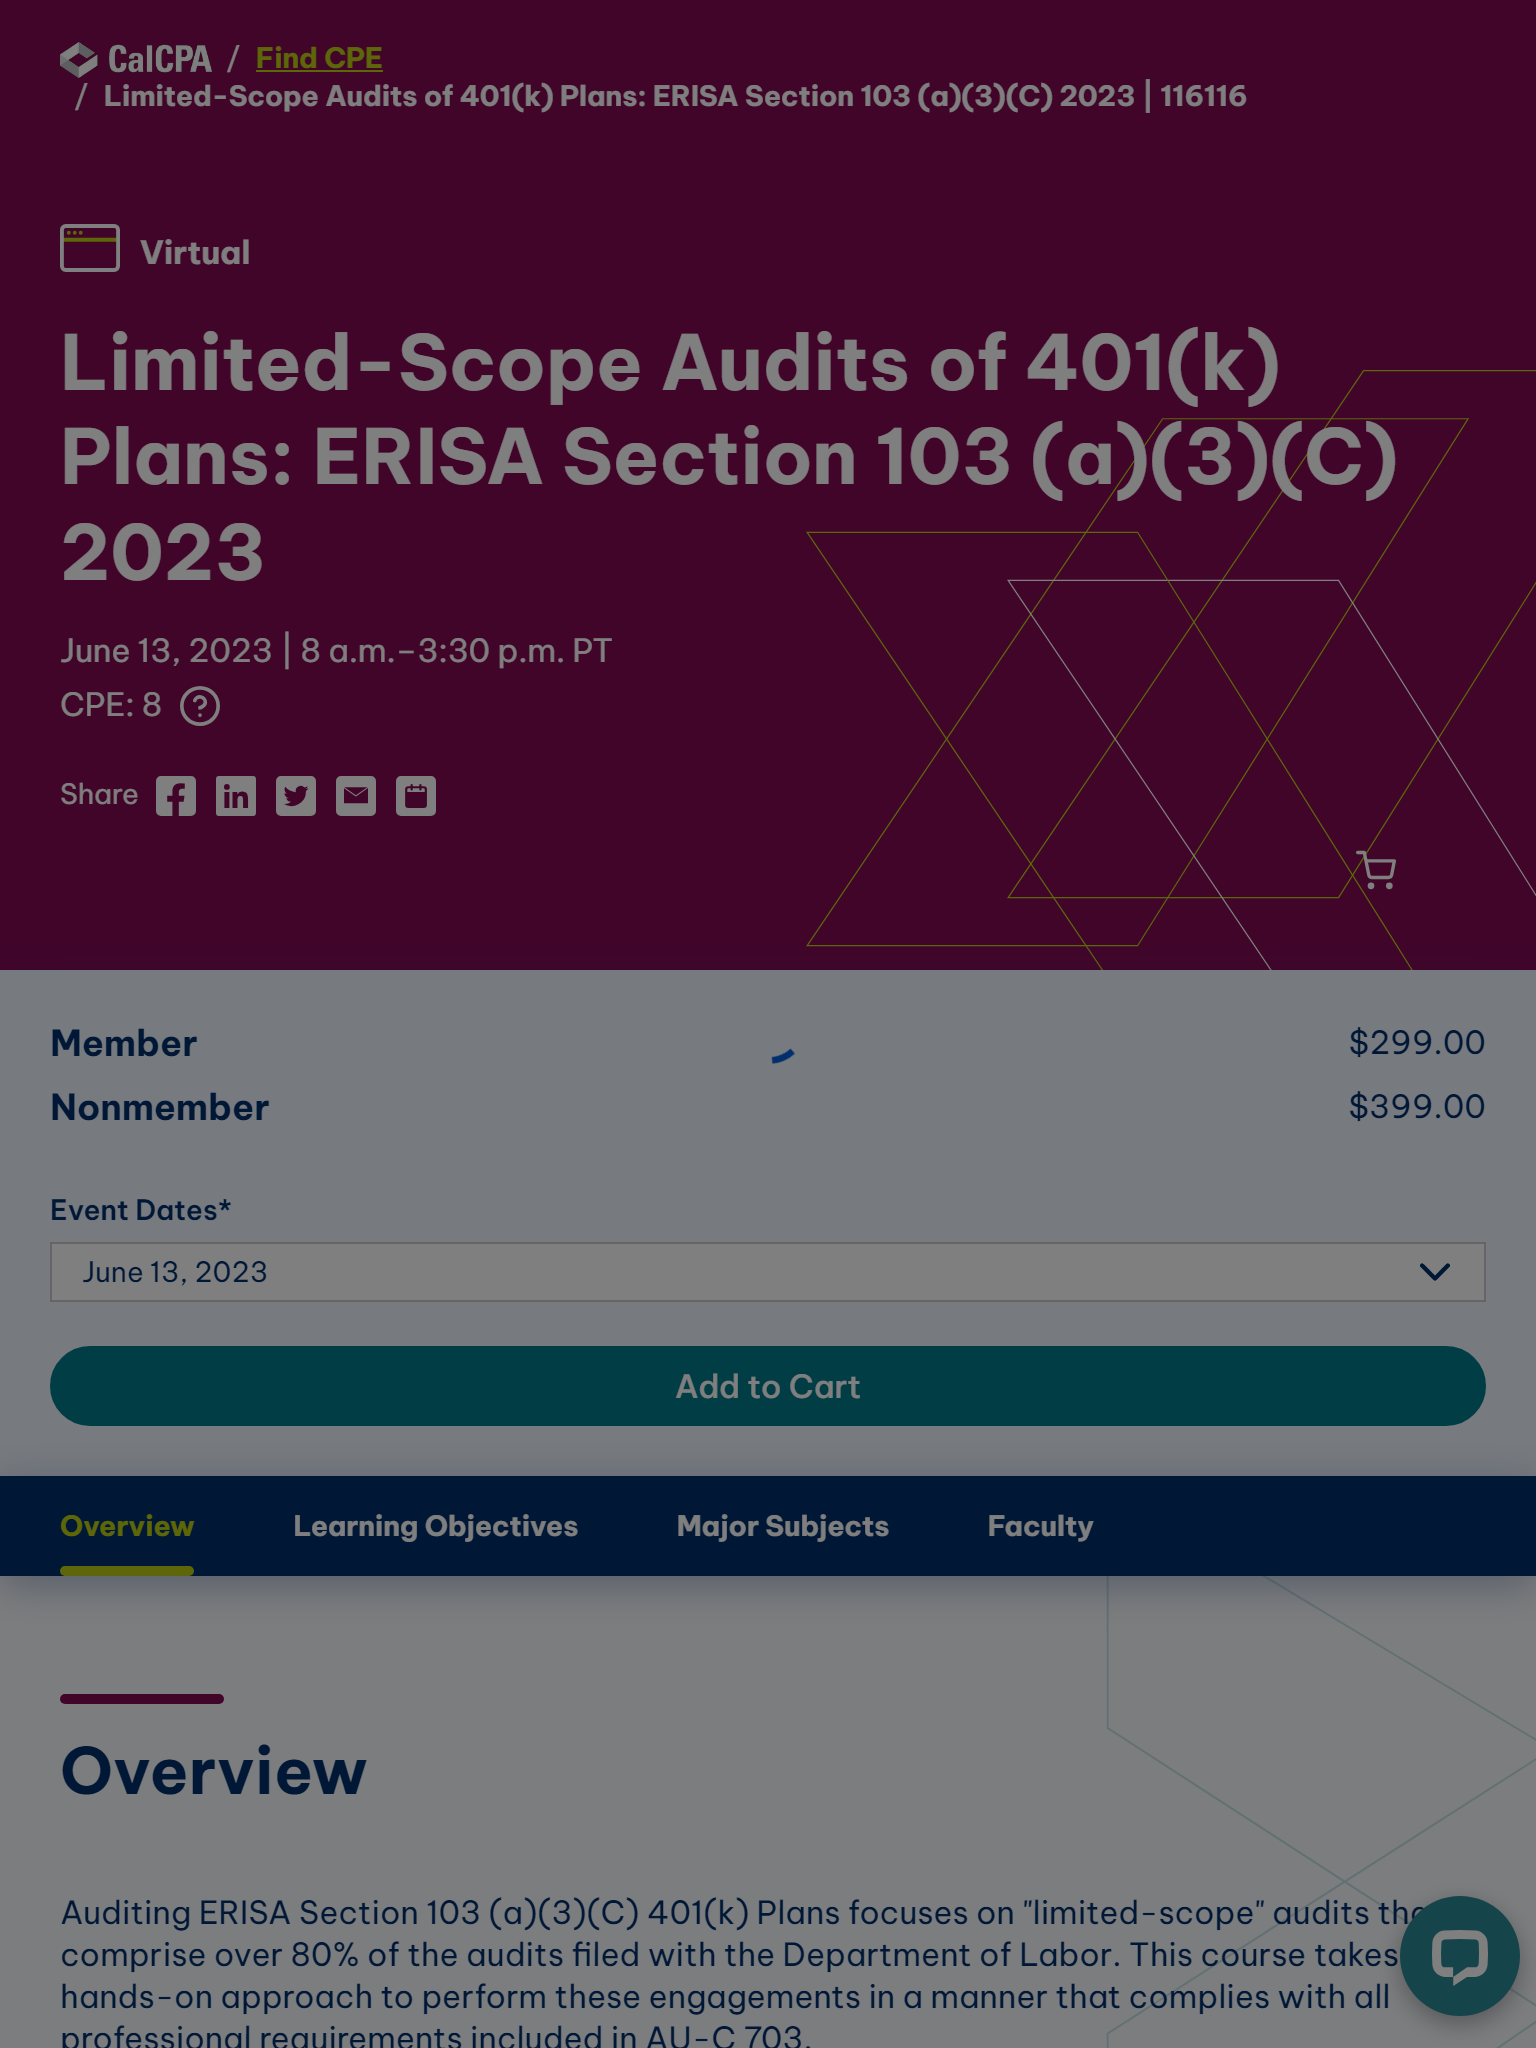 CalCPA / Find CPE
/ Limited-Scope Audits of 401(k) Plans: ERISA Section 103 (a)(3)(C) 2023 | 116116
Virtual
Limited-Scope Audits of 401(k)
Plans: ERISA Section 103 (a)(3)(C)
2023
June 13, 2023 | 8 a.m.–3:30 p.m. PT
CPE: 8
Share
Member $299.00
Nonmember $399.00
Event Dates*
June 13, 2023
Add to Cart
Overview Learning Objectives Major Subjects Faculty
Overview
Auditing ERISA Section 103 (a)(3)(C) 401(k) Plans focuses on "limited-scope" audits
comprise over 80% of the audits filed with the Department of Labor. This course takes
hands-on approach to perform these engagements in a manner that complies with all
professional requirements included in AU-C 703.